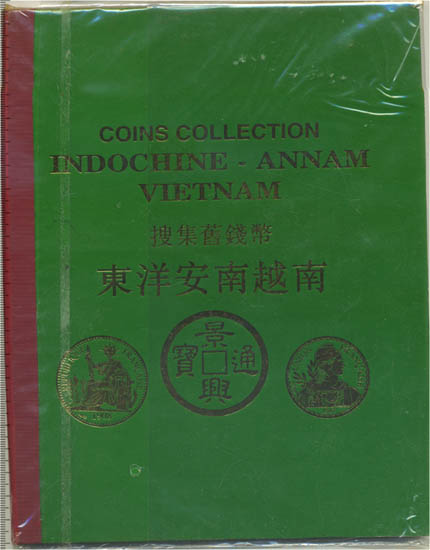 COINS COLLECTION
INDOCHINE - ANNAM
VIETNAM
搜集舊錢幣
東洋安南越南
景興通寶